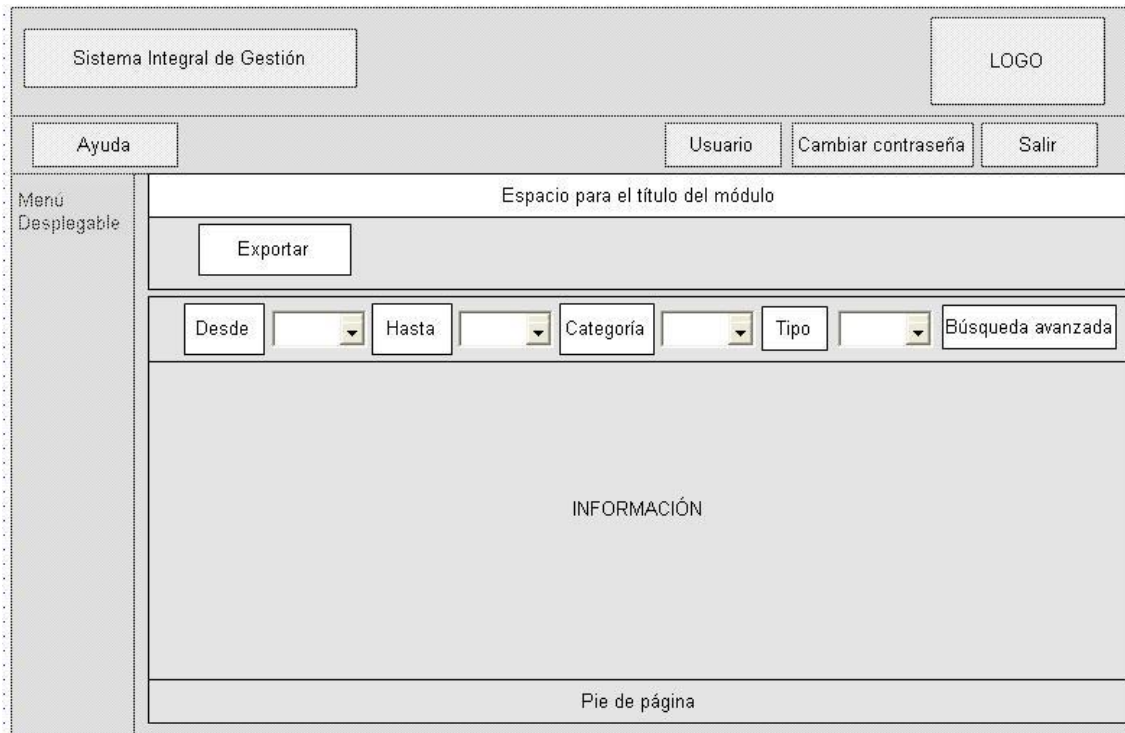 Sistema Integral de Gestión
LOGO
Ayuda
Usuario
Cambiar contraseña
Salir
Menú
Desplegable
Espacio para el título del módulo
Exportar
Desde
Hasta
Categoría
Tipo
Búsqueda avanzada
INFORMACIÓN
Pie de página